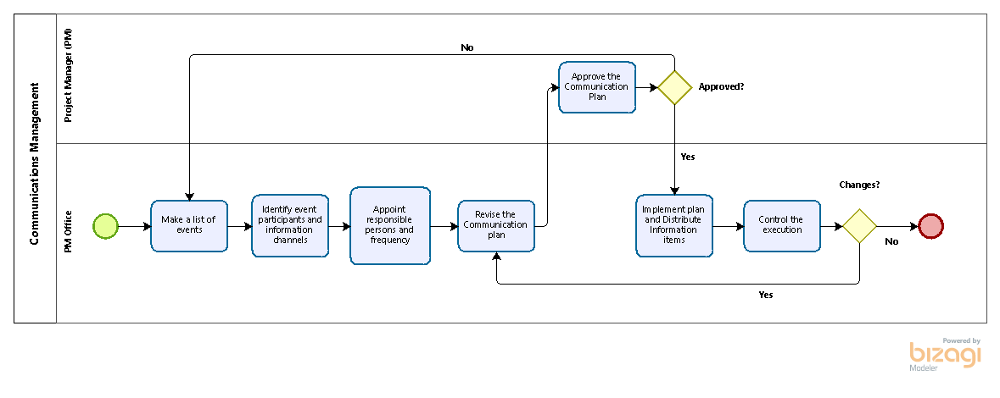 Communications Management
Project Manager (PM)
No
Approve the
Communication
Plan
Approved?
Yes
PM Office
Make a list of
events
Identify event
participants and
information
channels
Appoint
responsible
persons and
frequency
Revise the
Communication
plan
Implement plan
and Distribute
Information
items
Control the
execution
Changes?
No
Yes
Powered by
bizagi
Modeler